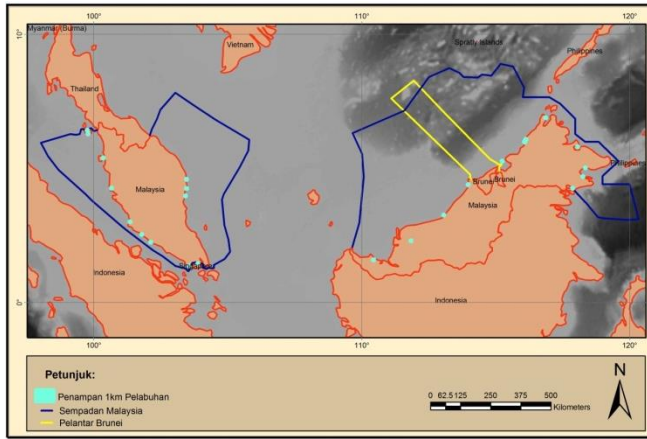 100°
110°
120°
Myanmar (Burma)
10°
10°
Vietnam
Spratly Islands
Philippines
Thailand
Philippines
Malaysia
Brunei
Brunei
Malaysia
Indonesia
Indonesia
0°
0°
100°
110°
120°
Petunjuk:
Penampan 1km Pelabuhan
Sempadan Malaysia
Pelantar Brunei
N
0 62.5 125 250 375 500
Kilometers